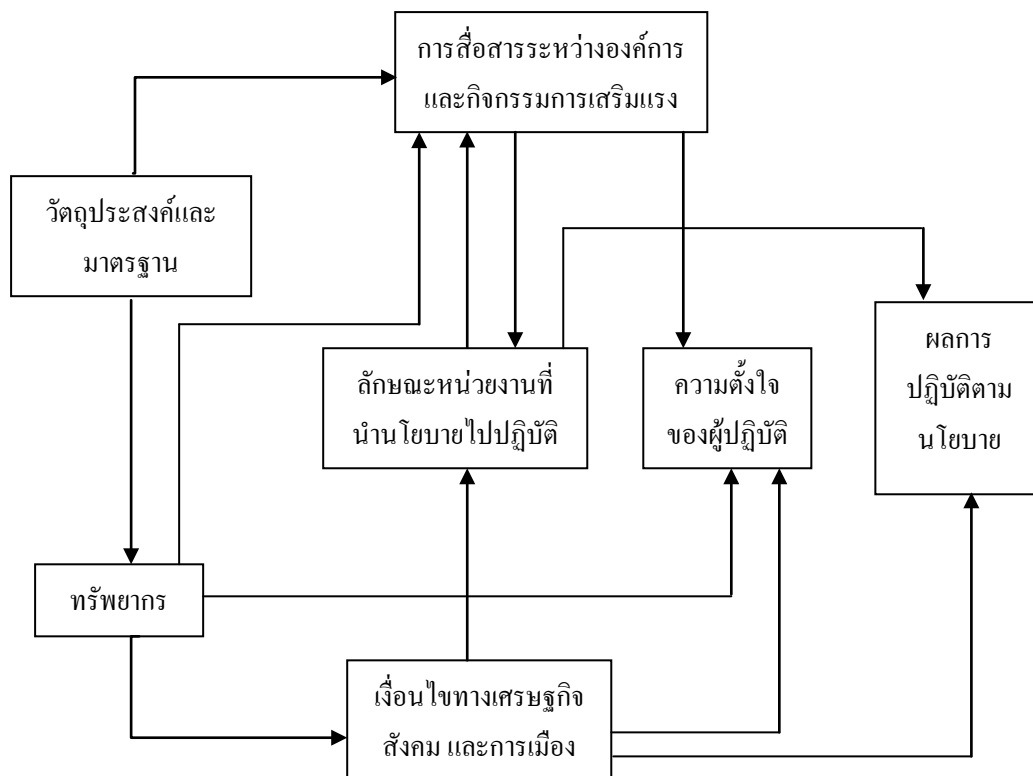 การสื่อสารระหว่างองค์การ
และกิจกรรมการเสริมแรง
วัตถุประสงค์และ
มาตรฐาน
ลักษณะหน่วยงานที่
นำนโยบายไปปฏิบัติ
ความตั้งใจ
ของผู้ปฏิบัติ
ผลการ
ปฏิบัติตาม
นโยบาย
ทรัพยากร
เงื่อนไขทางเศรษฐกิจ
สังคม และการเมือง